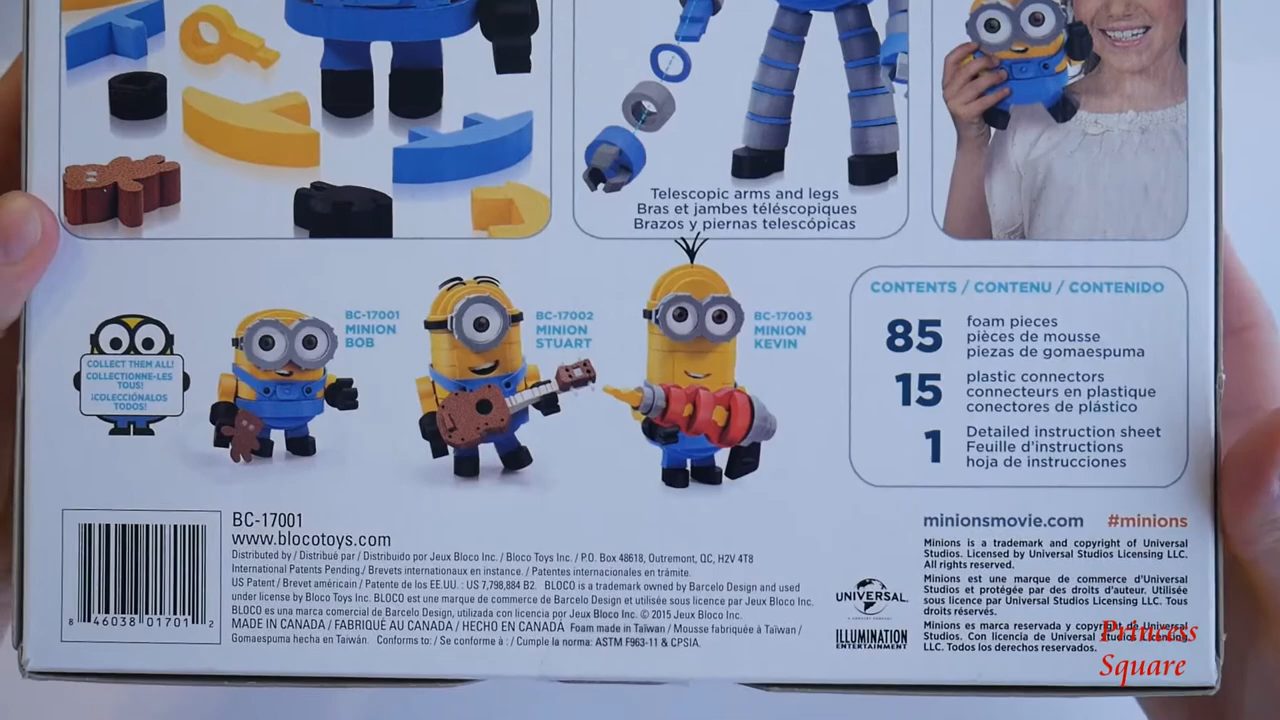 Telescopic arms and legs
Bras et jambes téléscopiques
Brazos y piernas telescópicas
COLLECT THEM ALL!
COLLECTIONNE-LES
TOUS!
¡COLECCIÓNALOS
TODOS!
BC-17001
MINION
BOB
BC-17002
MINION
STUART
BC-17003
MINION
KEVIN
CONTENTS / CONTENU / CONTENIDO
85
foam pieces
pièces de mousse
piezas de gomaespuma
15
plastic connectors
connecteurs en plastique
conectores de plástico
1
Detailed instruction sheet
Feuille d'instructions
hoja de instrucciones
8 46038 01701 2
BC-17001
www.blocotoys.com
Distributed by / Distribué par / Distribuido por Jeux Bloco Inc. / Bloco Toys Inc. / P.O. Box 48618, Outremont, QC, H2V 4T8
International Patents Pending / Brevets internationaux en instance. / Patentes internacionales en trámite.
US Patent / Brevet américain / Patente de los EE.UU. : US 7,798,884 B2. BLOCO is a trademark owned by Barcelo Design and used
under license by Bloco Toys Inc. BLOCO est une marque de commerce de Barcelo Design et utilisée sous licence par Jeux Bloco Inc.
BLOCO es una marca comercial de Barcelo Design, utilizada con licencia por Jeux Bloco Inc. © 2015 Jeux Bloco Inc.
MADE IN CANADA / FABRIQUÉ AU CANADA / HECHO EN CANADÁ Foam made in Taïwan / Mousse fabriquée à Taïwan /
Gomaespuma hecha en Taiwán. Conforms to: / Se conforme à : / Cumple la norma: ASTM F963-11 & CPSIA.
UNIVERSAL
ILLUMINATION
ENTERTAINMENT
minionsmovie.com #minions
Minions is a trademark and copyright of Universal
Studios. Licensed by Universal Studios Licensing LLC.
All rights reserved.
Minions est une marque de commerce d'Universal
Studios et protégée par des droits d'auteur. Utilisée
sous licence par Universal Studios Licensing LLC. Tous
droits réservés.
Minions es marca reservada y copyright de Universal
Studios. Con licencia de Universal Studios Licensing
LLC. Todos los derechos reservados.
Princess
Square